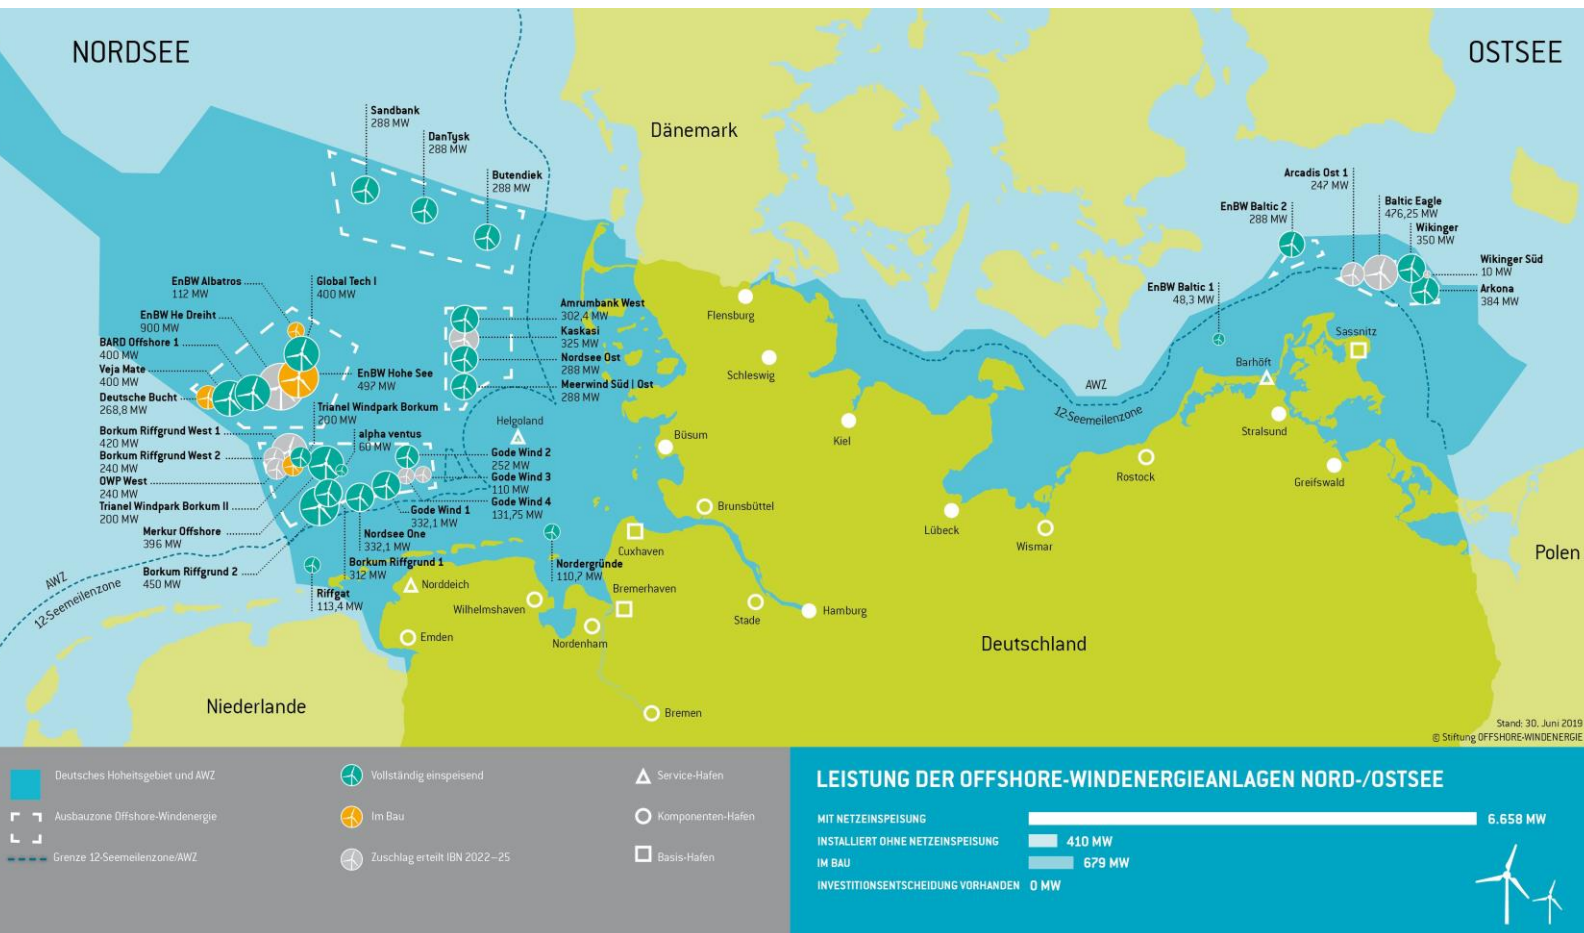 NORDSEE
OSTSEE
Dänemark
Sandbank
288 MW
DanTysk
288 MW
Butendiek
288 MW
EnBW Albatros
112 MW
Global Tech I
400 MW
EnBW He Dreiht
900 MW
BARD Offshore 1
400 MW
Veja Mate
400 MW
Deutsche Bucht
268,8 MW
EnBW Hohe See
497 MW
Trianel Windpark Borkum
200 MW
Borkum Riffgrund West 1
420 MW
alpha ventus
60 MW
Borkum Riffgrund West 2
240 MW
OWP West
240 MW
Trianel Windpark Borkum II
200 MW
Merkur Offshore
396 MW
Borkum Riffgrund 2
450 MW
Riffgat
113,4 MW
Borkum Riffgrund 1
312 MW
Nordsee One
332,1 MW
Gode Wind 1
332,1 MW
Gode Wind 2
252 MW
Gode Wind 3
110 MW
Gode Wind 4
131,75 MW
Nordergründe
110,7 MW
Amrumbank West
302,4 MW
Kaskasi
325 MW
Nordsee Ost
288 MW
Meerwind Süd | Ost
288 MW
Helgoland
Arcadis Ost 1
247 MW
Baltic Eagle
476,25 MW
EnBW Baltic 2
288 MW
Wikinger
350 MW
Wikinger Süd
10 MW
Arkona
384 MW
EnBW Baltic 1
48,3 MW
Flensburg
Schleswig
Kiel
Büsum
Brunsbüttel
Cuxhaven
Bremerhaven
Norddeich
Wilhelmshaven
Emden
Nordenham
Stade
Hamburg
Bremen
Lübeck
Wismar
Rostock
Barhöft
Sassnitz
Stralsund
Greifswald
AWZ
12-Seemeilenzone
AWZ
12-Seemeilenzone
Deutschland
Niederlande
Polen
Stand: 30. Juni 2019
© Stiftung OFFSHORE-WINDENERGIE
Deutsches Hoheitsgebiet und AWZ
Ausbauzone Offshore-Windenergie
Grenze 12-Seemeilenzone/AWZ
Vollständig einspeisend
Im Bau
Zuschlag erteilt IBN 2022–25
Service-Hafen
Komponenten-Hafen
Basis-Hafen
LEISTUNG DER OFFSHORE-WINDENERGIEANLAGEN NORD-/OSTSEE
MIT NETZEINSPEISUNG 6.658 MW
INSTALLIERT OHNE NETZEINSPEISUNG 410 MW
IM BAU 679 MW
INVESTITIONSENTSCHEIDUNG VORHANDEN 0 MW